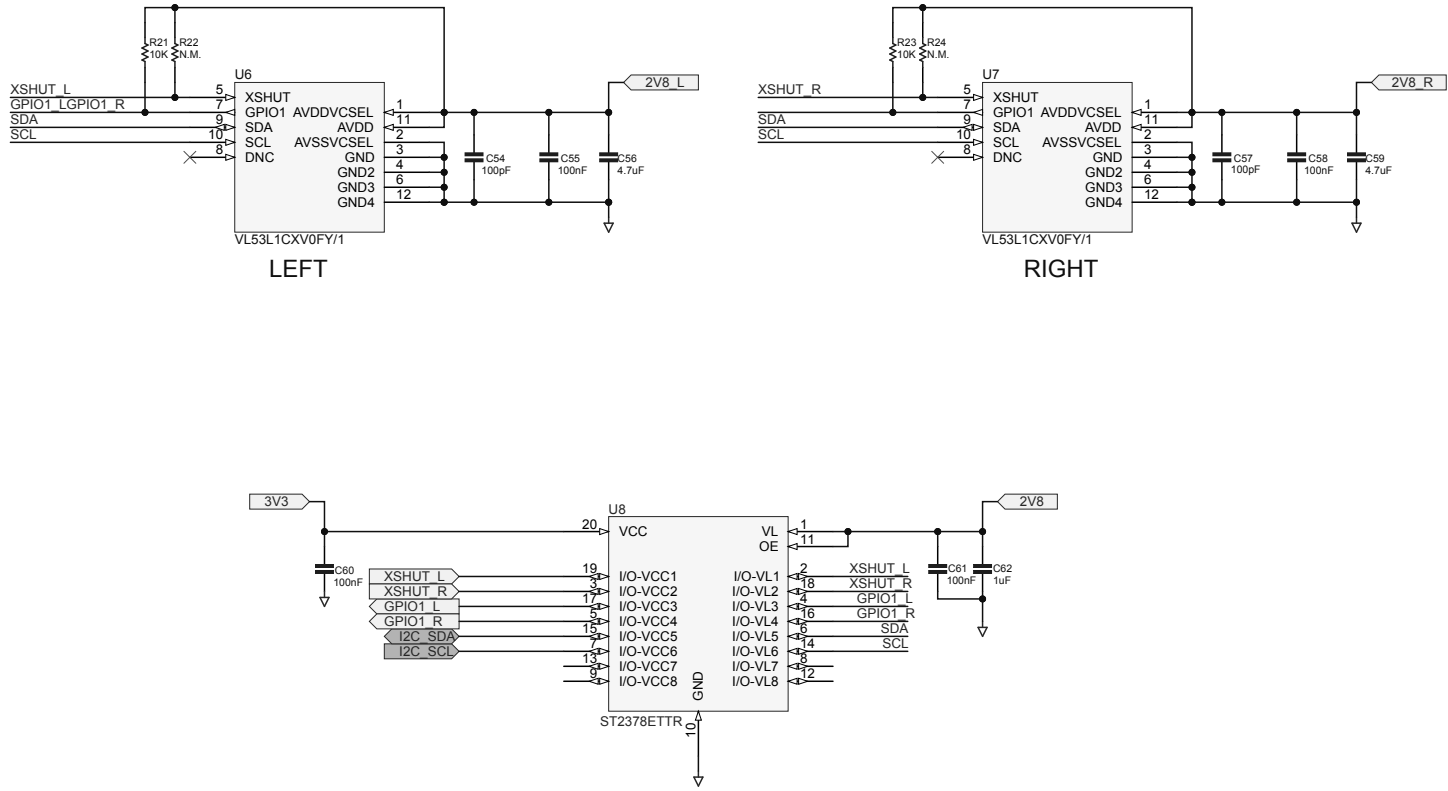 R21 R22
10K N.M.
U6
2V8_L
XSHUT_L 5 XSHUT
GPIO1_LGPIO1_R 7 GPIO1 AVDDVCSEL 1
SDA 9 SDA AVDD 11
SCL 10 SCL AVSSVCSEL 2
8 DNC GND 3
GND2 4
GND3 6
GND4 12
C54 C55 C56
100pF 100nF 4.7uF
VL53L1CXV0FY/1
LEFT
R23 R24
10K N.M.
U7
2V8_R
XSHUT_R 5 XSHUT
7 GPIO1 AVDDVCSEL 1
SDA 9 SDA AVDD 11
SCL 10 SCL AVSSVCSEL 2
8 DNC GND 3
GND2 4
GND3 6
GND4 12
C57 C58 C59
100pF 100nF 4.7uF
VL53L1CXV0FY/1
RIGHT
3V3 U8 2V8
20 VCC VL 1
OE 11
C60
100nF
C61 C62
100nF 1uF
XSHUT_L 19 I/O-VCC1 I/O-VL1 2 XSHUT_L
XSHUT_R 3 I/O-VCC2 I/O-VL2 18 XSHUT_R
GPIO1_L 17 I/O-VCC3 I/O-VL3 4 GPIO1_L
GPIO1_R 5 I/O-VCC4 I/O-VL4 16 GPIO1_R
I2C_SDA 15 I/O-VCC5 I/O-VL5 6 SDA
I2C_SCL 7 I/O-VCC6 I/O-VL6 14 SCL
13 I/O-VCC7 I/O-VL7 8
9 I/O-VCC8 I/O-VL8 12
GND
10
ST2378ETTR